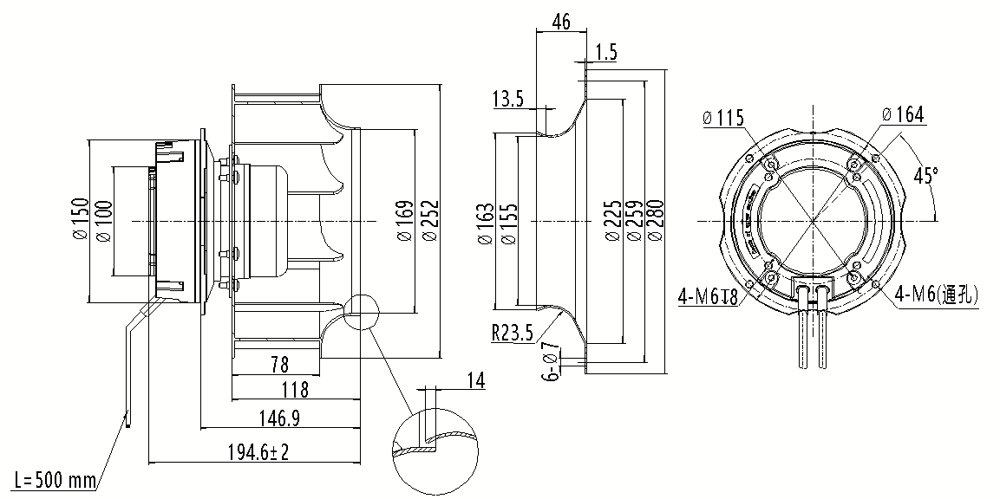 46
1.5
13.5
Ø115
Ø164
45°
Ø150
Ø100
Ø169
Ø252
Ø163
Ø155
Ø225
Ø259
Ø280
4-M6↧8
4-M6(通孔)
R23.5
6-Ø7
78
118
14
146.9
194.6±2
L=500 mm